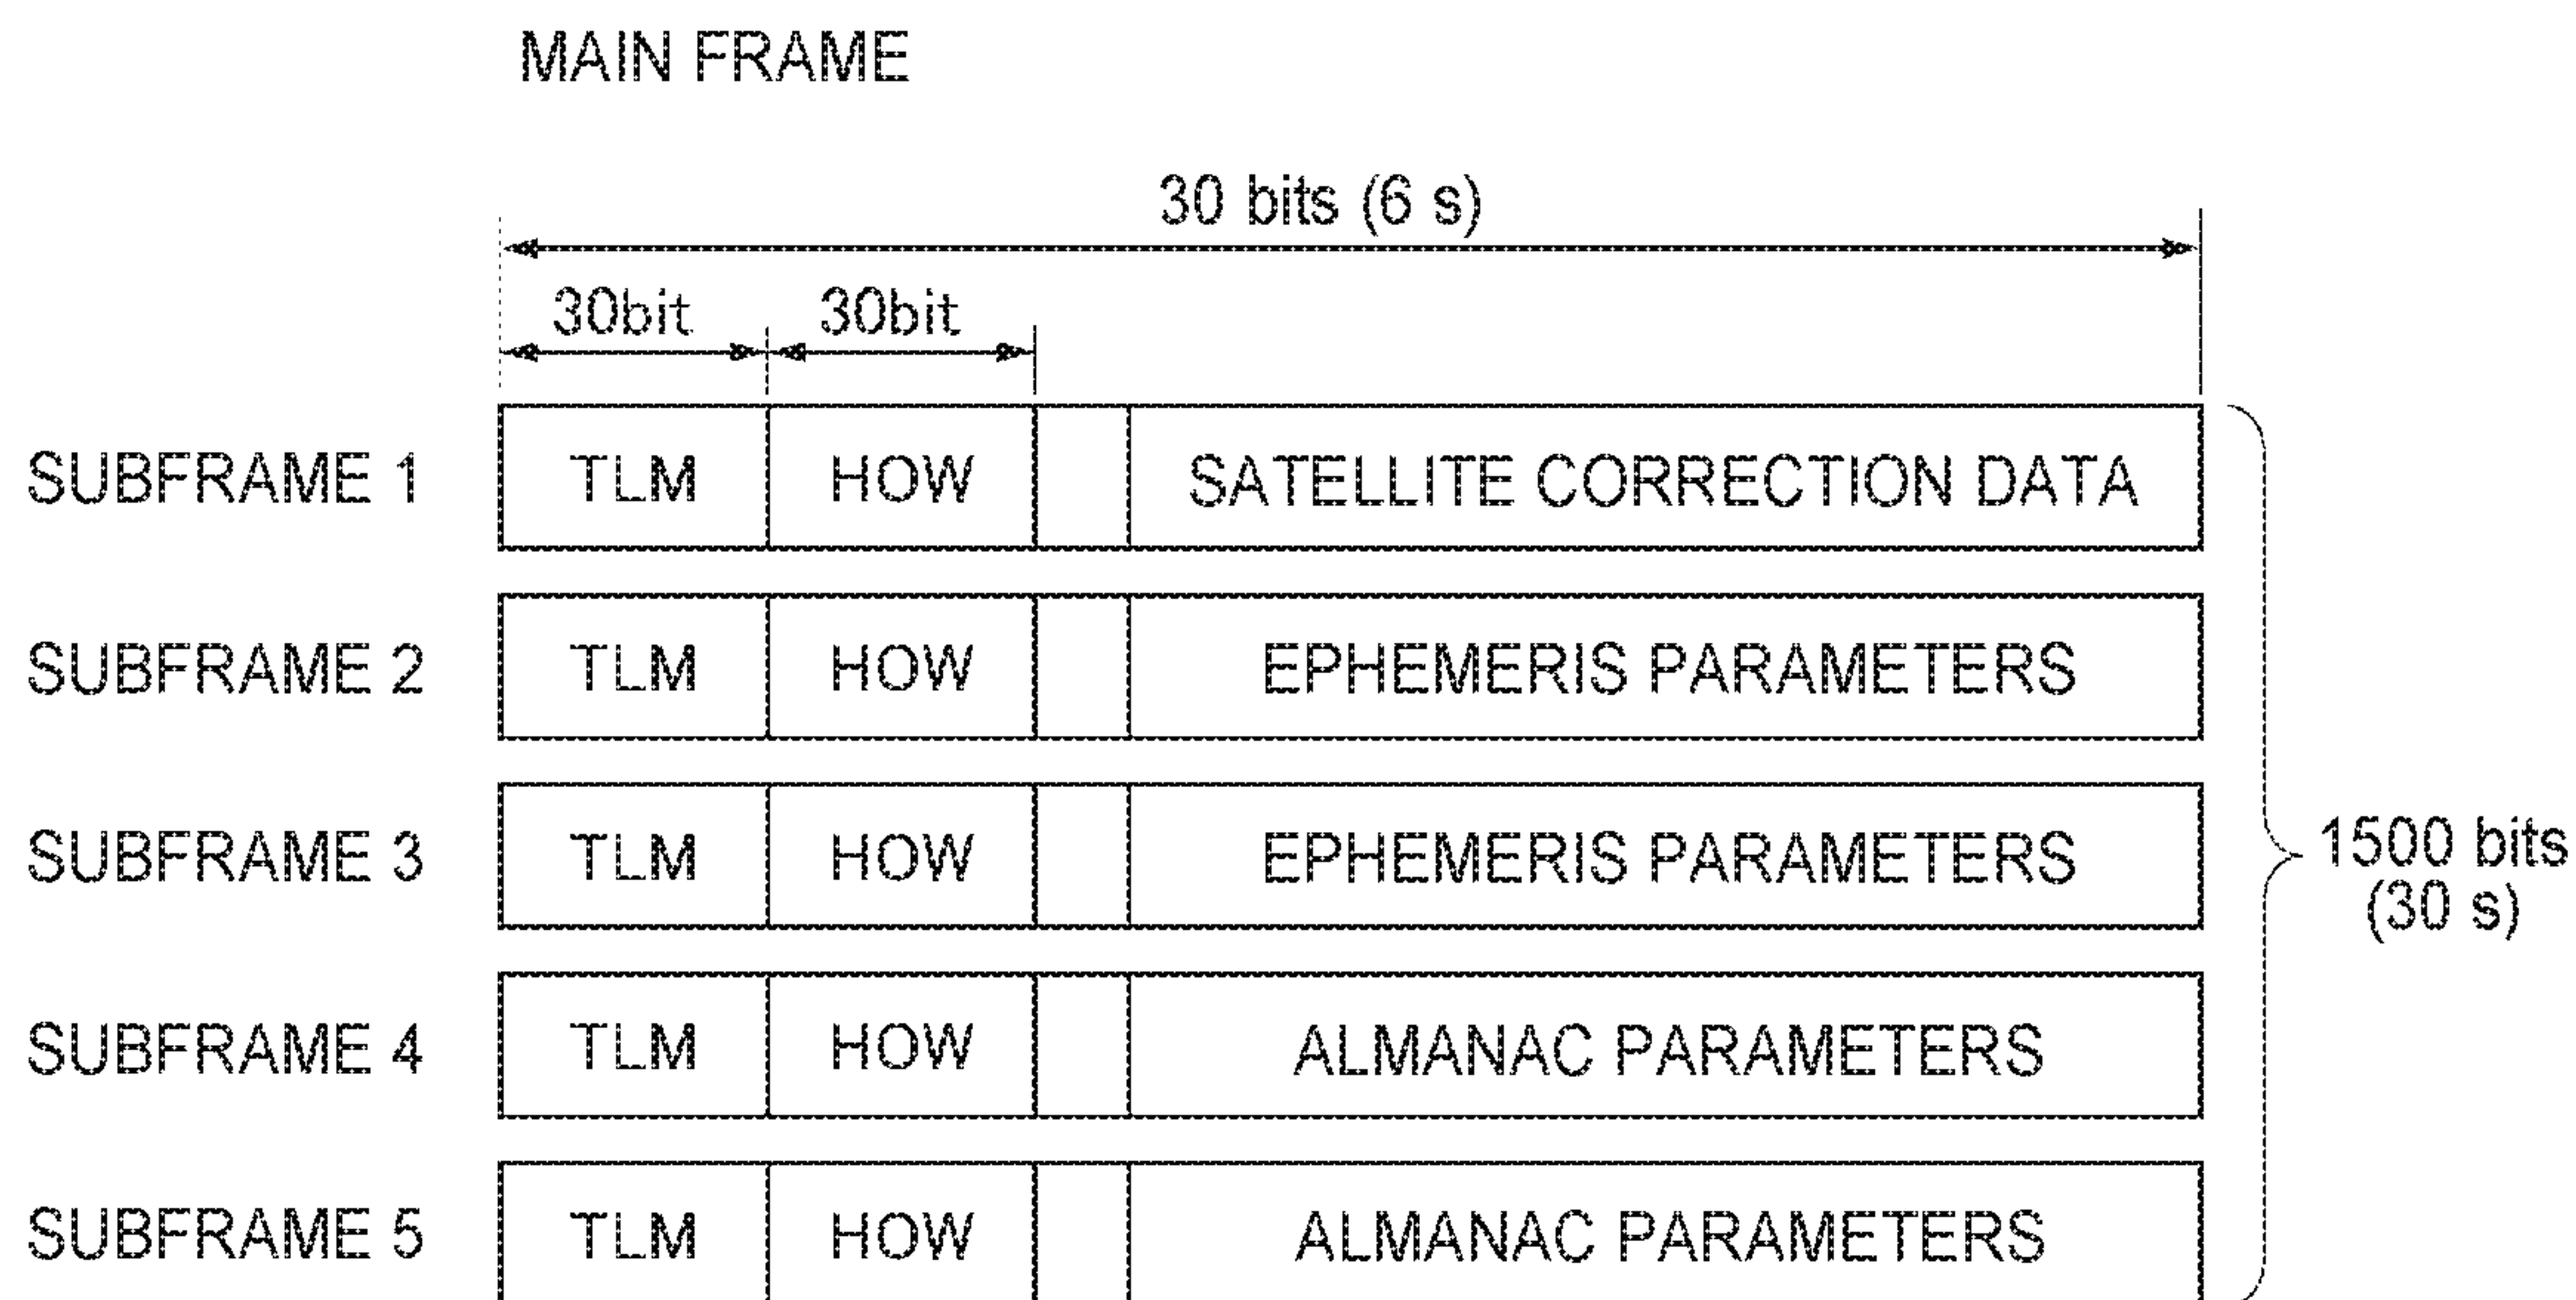 MAIN FRAME
30 bits (6 s)
30bit 30bit
SUBFRAME 1 TLM HOW SATELLITE CORRECTION DATA
SUBFRAME 2 TLM HOW EPHEMERIS PARAMETERS
SUBFRAME 3 TLM HOW EPHEMERIS PARAMETERS
1500 bits
(30 s)
SUBFRAME 4 TLM HOW ALMANAC PARAMETERS
SUBFRAME 5 TLM HOW ALMANAC PARAMETERS